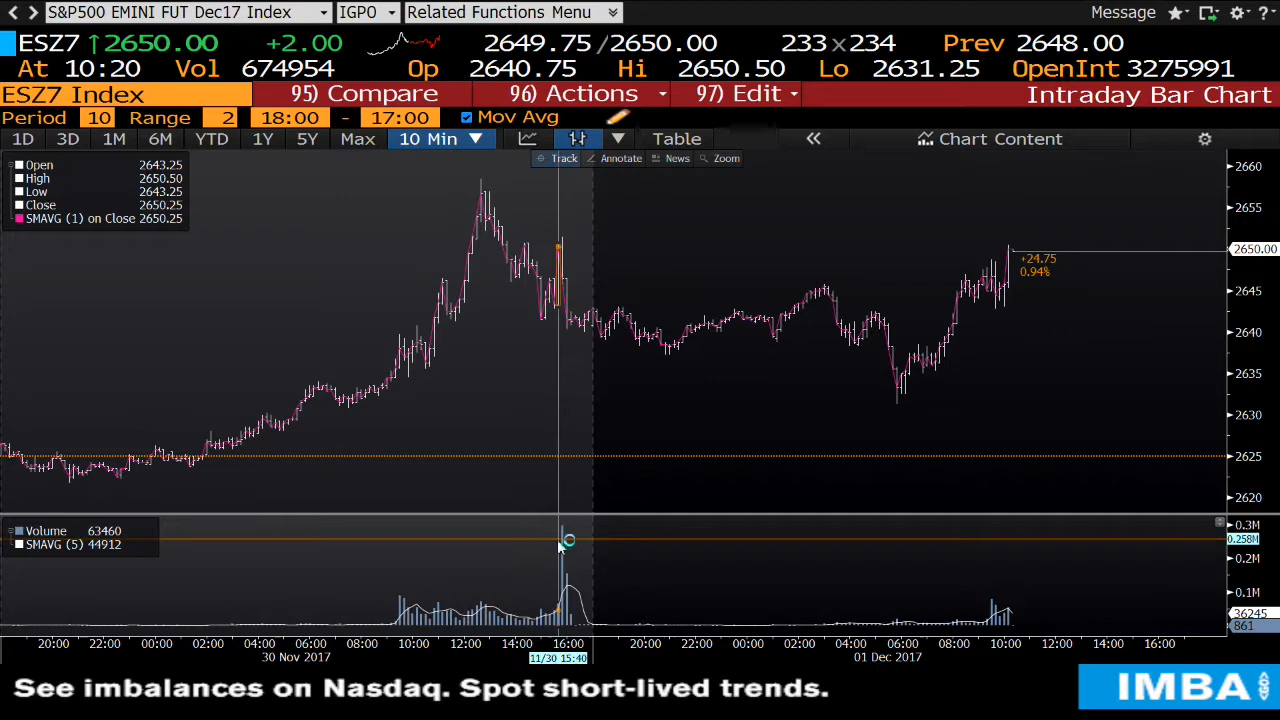 S&P500 EMINI FUT Dec17 Index IGPO Related Functions Menu Message ?
ESZ7 ↑2650.00 +2.00 2649.75/2650.00 233x234 Prev 2648.00
At 10:20 Vol 674954 Op 2640.75 Hi 2650.50 Lo 2631.25 OpenInt 3275991
ESZ7 Index 95) Compare 96) Actions 97) Edit Intraday Bar Chart
Period 10 Range 2 18:00 - 17:00 Mov Avg
1D 3D 1M 6M YTD 1Y 5Y Max 10 Min Table Chart Content
Track Annotate News Zoom
Open 2643.25
High 2650.50
Low 2643.25
Close 2650.25
SMAVG (1) on Close 2650.25
2660
2655
2650.00
+24.75
0.94%
2645
2640
2635
2630
2625
2620
Volume 63460
SMAVG (5) 44912
0.3M
0.258M
0.2M
0.1M
36245
861
20:00 22:00 00:00 02:00 04:00 06:00 08:00 10:00 12:00 14:00 16:00 20:00 22:00 00:00 02:00 04:00 06:00 08:00 10:00 12:00 14:00 16:00
30 Nov 2017 11/30 15:40 01 Dec 2017
See imbalances on Nasdaq. Spot short-lived trends.
IMBA GO